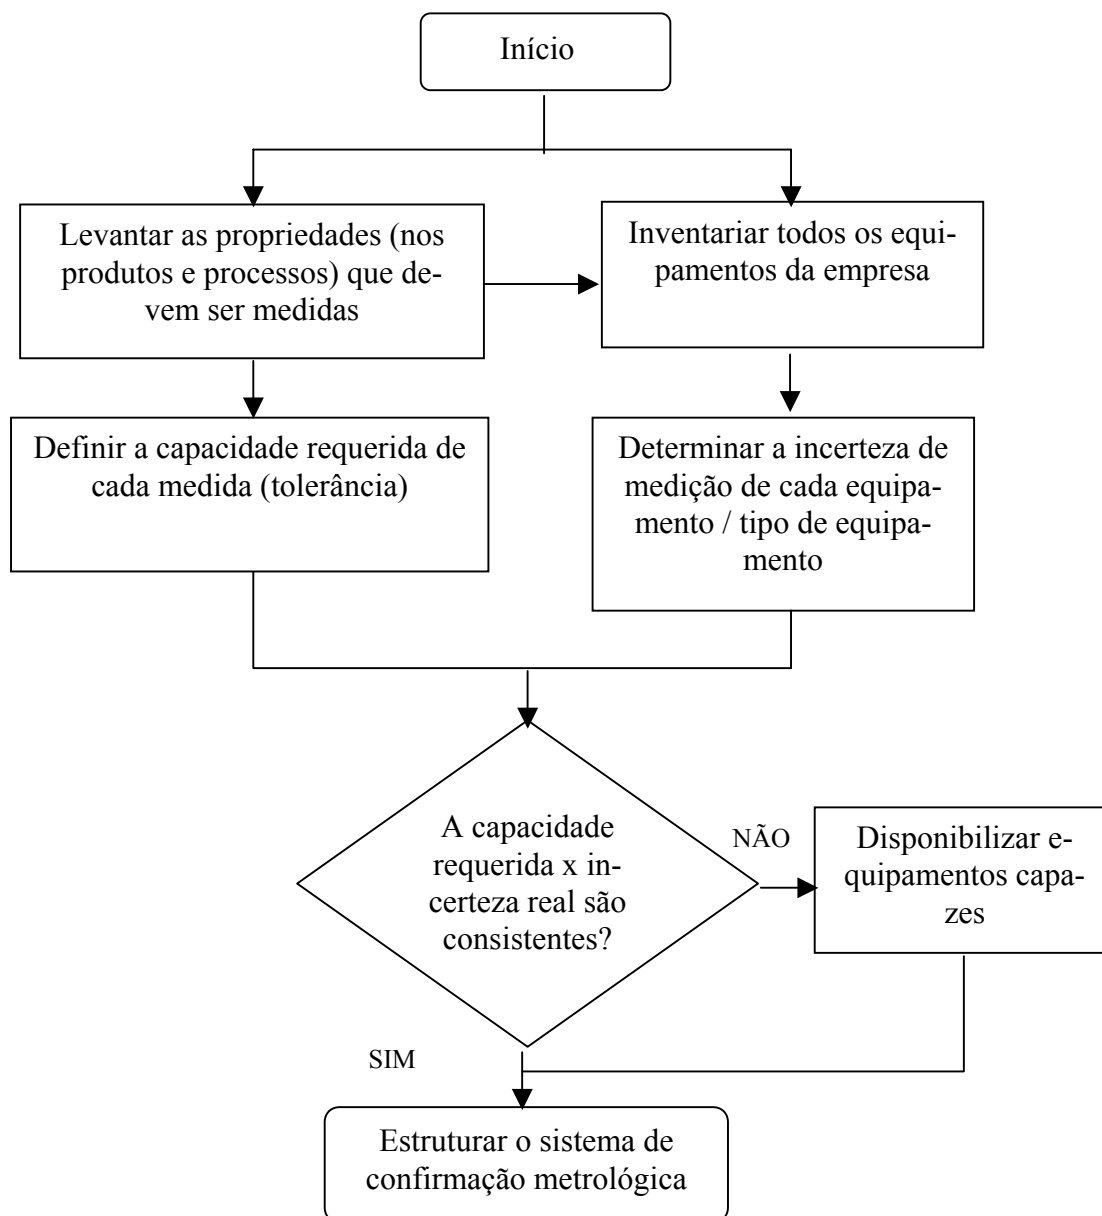 Início
Levantar as propriedades (nos
produtos e processos) que de-
vem ser medidas
Inventariar todos os equi-
pamentos da empresa
Definir a capacidade requerida de
cada medida (tolerância)
Determinar a incerteza de
medição de cada equipa-
mento / tipo de equipa-
mento
A capacidade
requerida x in-
certeza real são
consistentes?
NÃO
Disponibilizar e-
quipamentos capa-
zes
SIM
Estruturar o sistema de
confirmação metrológica